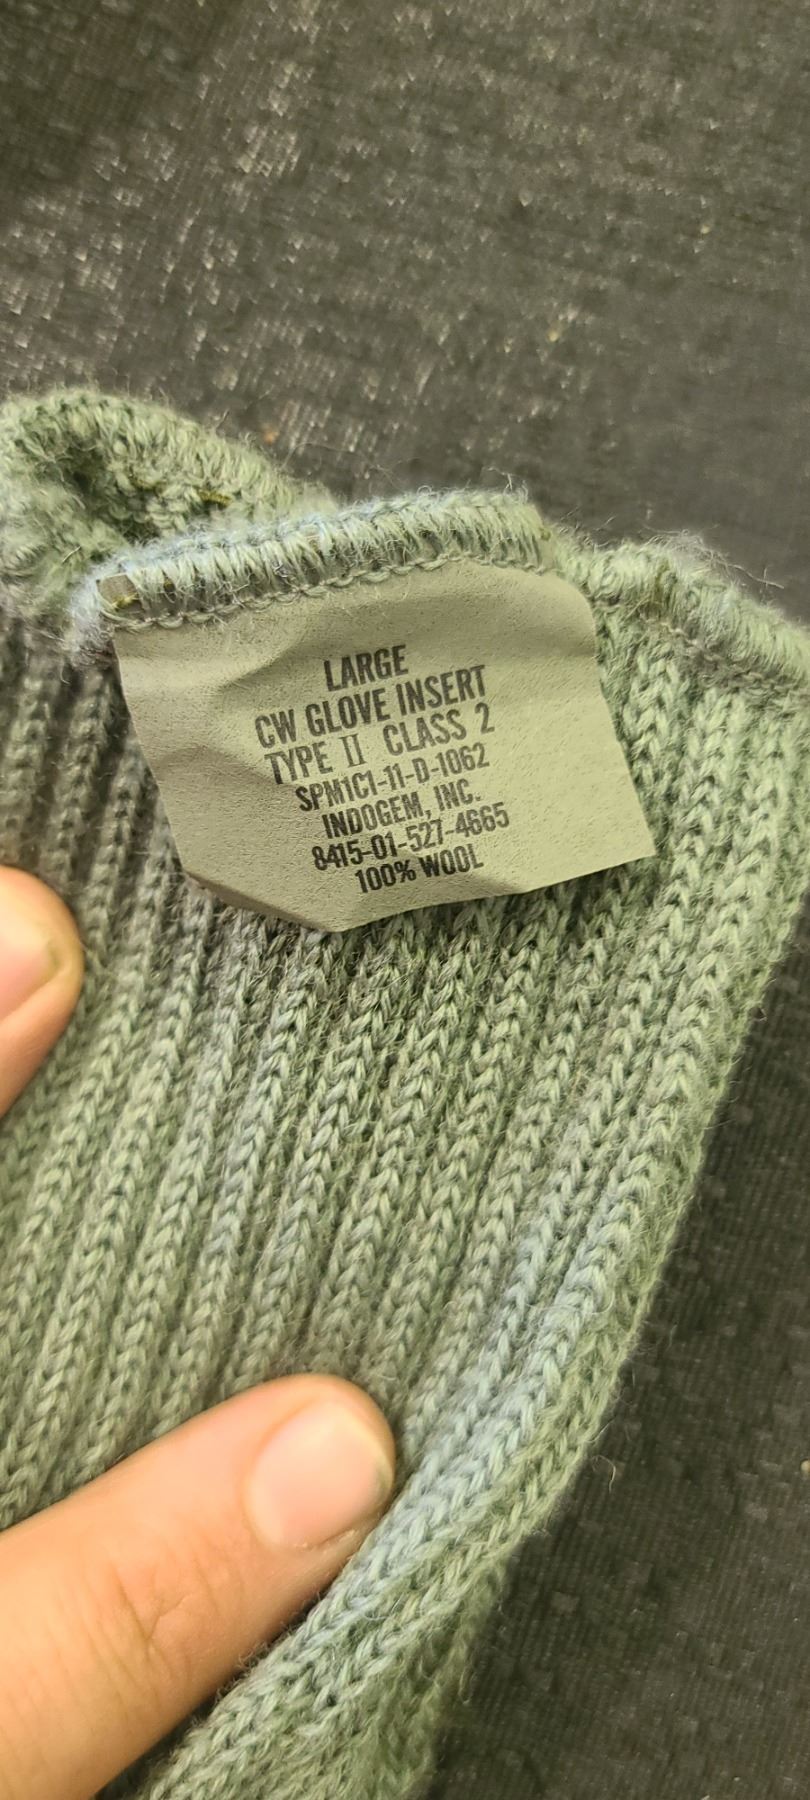 LARGE
CW GLOVE INSERT
TYPE II CLASS 2
SPM1C1-11-D-1062
INDOGEM, INC.
8415-01-527-4665
100% WOOL